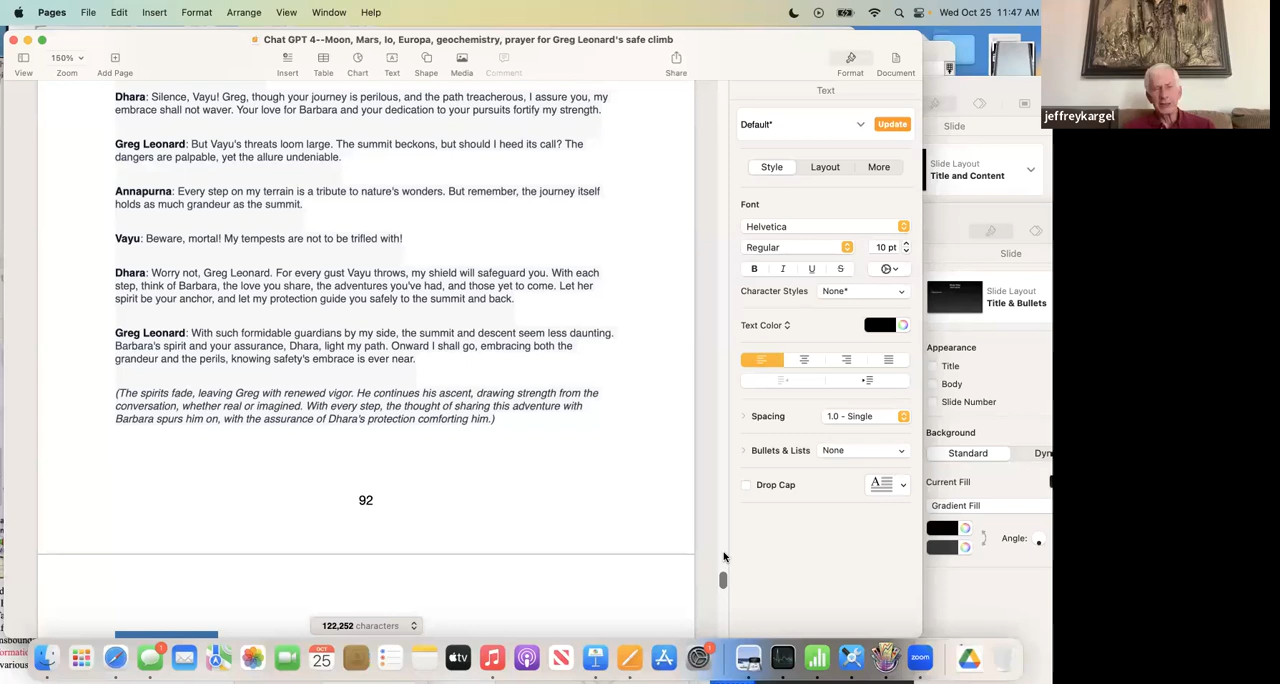 Pages File Edit Insert Format Arrange View Window Help
Wed Oct 25 11:47 AM
Chat GPT 4--Moon, Mars, Io, Europa, geochemistry, prayer for Greg Leonard's safe climb
150%
View Zoom Add Page Insert Table Chart Text Shape Media Comment Share Format Document
jeffreykargel
Text
Dhara: Silence, Vayu! Greg, though your journey is perilous, and the path treacherous, I assure you, my
embrace shall not waver. Your love for Barbara and your dedication to your pursuits fortify my strength.
Greg Leonard: But Vayu's threats loom large. The summit beckons, but should I heed its call? The
dangers are palpable, yet the allure undeniable.
Annapurna: Every step on my terrain is a tribute to nature's wonders. But remember, the journey itself
holds as much grandeur as the summit.
Vayu: Beware, mortal! My tempests are not to be trifled with!
Dhara: Worry not, Greg Leonard. For every gust Vayu throws, my shield will safeguard you. With each
step, think of Barbara, the love you share, the adventures you've had, and those yet to come. Let her
spirit be your anchor, and let my protection guide you safely to the summit and back.
Greg Leonard: With such formidable guardians by my side, the summit and descent seem less daunting.
Barbara's spirit and your assurance, Dhara, light my path. Onward I shall go, embracing both the
grandeur and the perils, knowing safety's embrace is ever near.
(The spirits fade, leaving Greg with renewed vigor. He continues his ascent, drawing strength from the
conversation, whether real or imagined. With every step, the thought of sharing this adventure with
Barbara spurs him on, with the assurance of Dhara's protection comforting him.)
92
122,252 characters
Default*
Update
Style Layout More
Font
Helvetica
Regular 10 pt
B I U S
Character Styles None*
Text Color
Spacing 1.0 - Single
Bullets & Lists None
Drop Cap
A
Slide
Slide Layout
Title and Content
Slide
Slide Layout
Title & Bullets
Appearance
Title
Body
Slide Number
Background
Standard Dyn
Current Fill
Gradient Fill
Angle:
OCT
25
1
tv
1
zoom